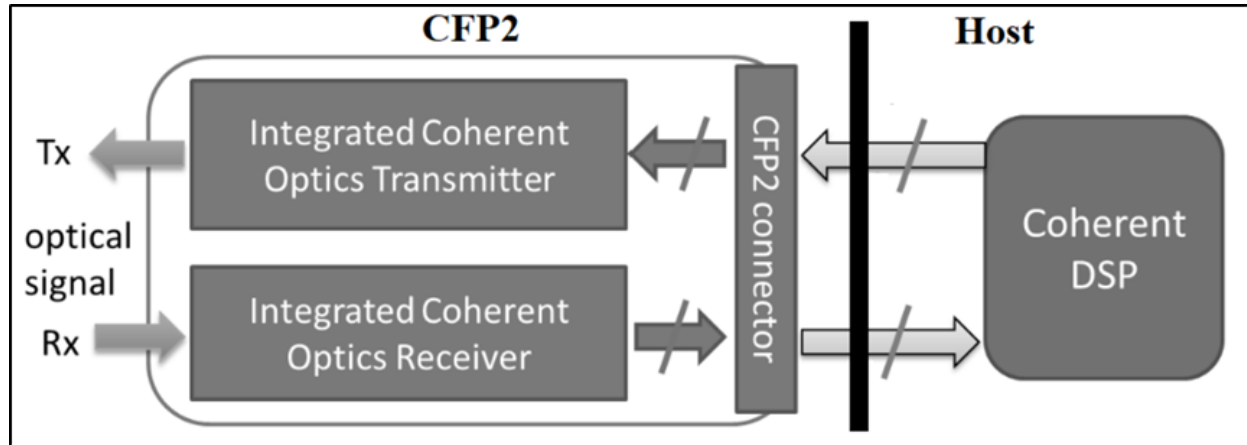 CFP2
Host
Tx
optical
signal
Rx
Integrated Coherent
Optics Transmitter
Integrated Coherent
Optics Receiver
CFP2 connector
Coherent
DSP